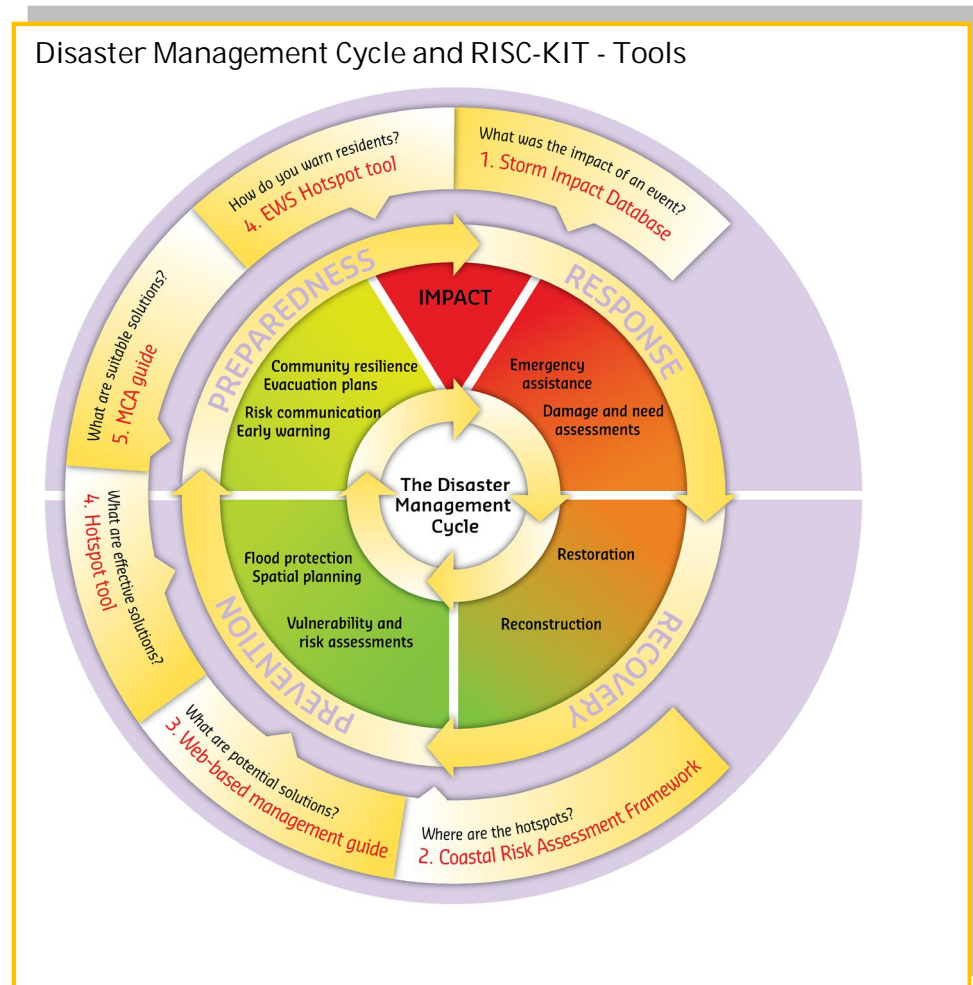 Disaster Management Cycle and RISC-KIT - Tools
What was the impact of an event?
1. Storm Impact Database
How do you warn residents?
4. EWS Hotspot tool
What are suitable solutions?
5. MCA guide
What are effective solutions?
4. Hotspot tool
What are potential solutions?
3. Web-based management guide
Where are the hotspots?
2. Coastal Risk Assessment Framework
PREPAREDNESS
RESPONSE
RECOVERY
PREVENTION
IMPACT
Community resilience
Evacuation plans
Risk communication
Early warning
Emergency
assistance
Damage and need
assessments
The Disaster
Management
Cycle
Flood protection
Spatial planning
Vulnerability and
risk assessments
Restoration
Reconstruction